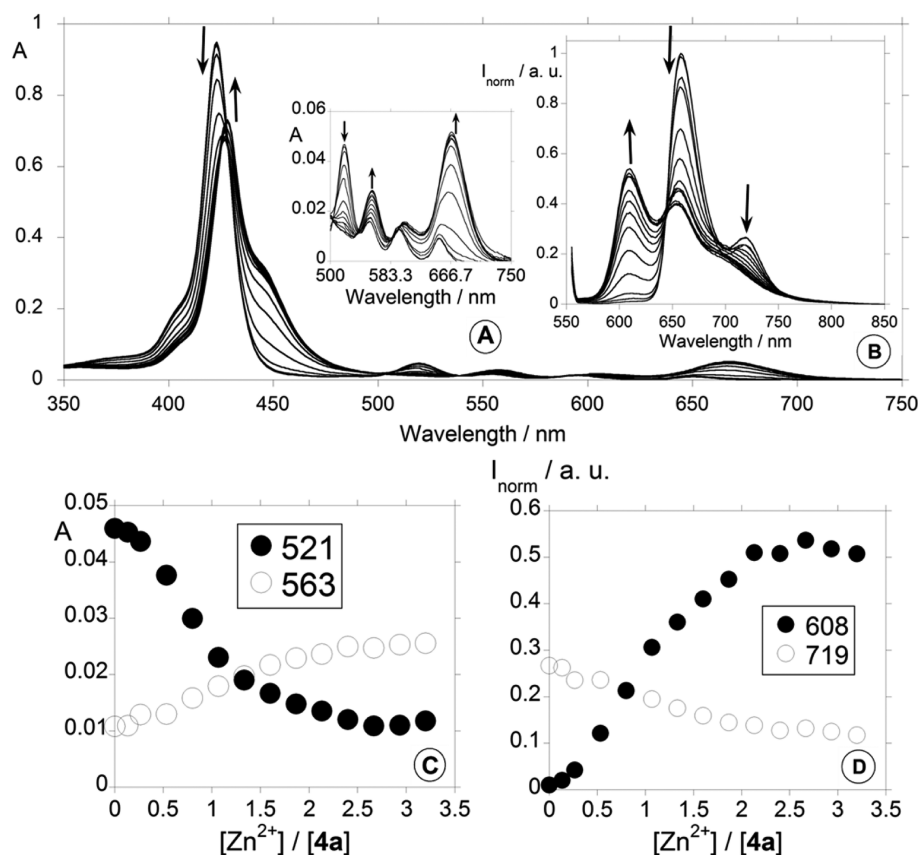 1
A
0.8
0.6
0.4
0.2
0
350 400 450 500 550 600 650 700 750
Wavelength / nm
A
0.06
A
0.04
0.02
0
500 583.3 666.7 750
Wavelength / nm
I norm / a. u.
1
0.8
0.6
0.4
0.2
0
550 600 650 700 750 800 850
Wavelength / nm
B
0.05
A
0.04
0.03
0.02
0.01
0
521
563
C
0 0.5 1 1.5 2 2.5 3 3.5
[Zn2+] / [4a]
I norm / a. u.
0.6
0.5
0.4
0.3
0.2
0.1
0
608
719
D
0 0.5 1 1.5 2 2.5 3 3.5
[Zn2+] / [4a]